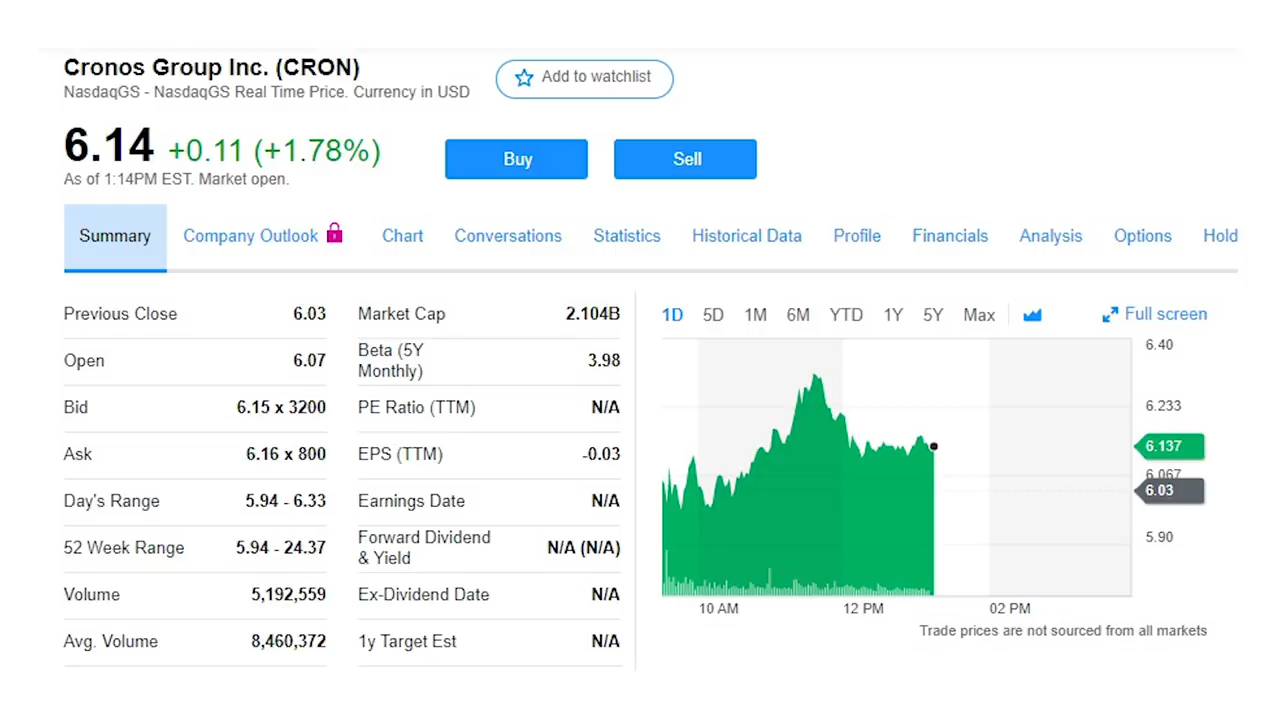 Cronos Group Inc. (CRON)
Add to watchlist
NasdaqGS - NasdaqGS Real Time Price. Currency in USD
6.14 +0.11 (+1.78%)
Buy
Sell
As of 1:14PM EST. Market open.
Summary
Company Outlook
Chart
Conversations
Statistics
Historical Data
Profile
Financials
Analysis
Options
Hold
Previous Close 6.03
Open 6.07
Bid 6.15 x 3200
Ask 6.16 x 800
Day's Range 5.94 - 6.33
52 Week Range 5.94 - 24.37
Volume 5,192,559
Avg. Volume 8,460,372
Market Cap 2.104B
Beta (5Y
Monthly) 3.98
PE Ratio (TTM) N/A
EPS (TTM) -0.03
Earnings Date N/A
Forward Dividend
& Yield N/A (N/A)
Ex-Dividend Date N/A
1y Target Est N/A
1D 5D 1M 6M YTD 1Y 5Y Max
Full screen
6.40
6.233
6.137
6.067
6.03
5.90
10 AM 12 PM 02 PM
Trade prices are not sourced from all markets